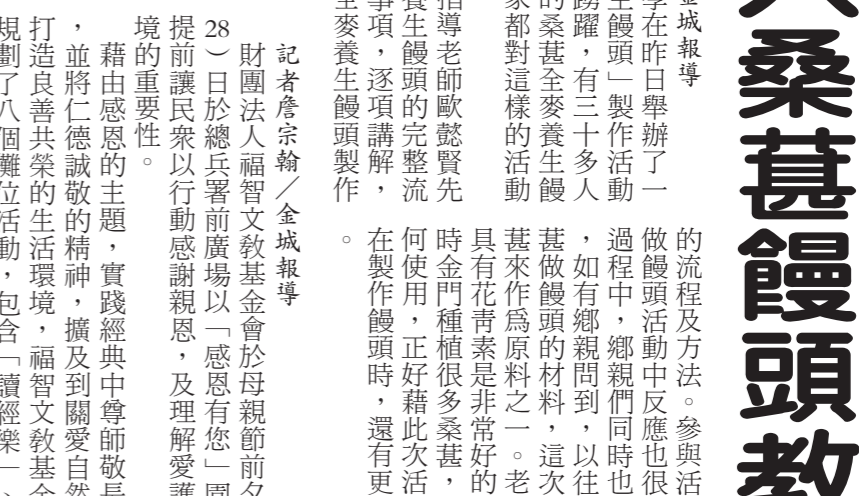 桑葚饅頭教
金城報導
學在昨日舉辦了一
生饅頭」製作活動
踴躍，有三十多人
的桑葚全麥養生饅
家都對這樣的活動
指導老師歐懿賢先
養生饅頭的完整流
事項，逐項講解，
全麥養生饅頭製作
的流程及方法。參與活
做饅頭活動中反應也很
過程中，鄉親們同時也
，如有鄉親問到，以往
葚做饅頭的材料，這次
葚來作爲原料之一。老
具有花青素是非常好的
時金門種植很多桑葚，
何使用，正好藉此次活
在製作饅頭時，還有更
。
記者詹宗翰／金城報導
財團法人福智文教基金會於母親節前夕
28）日於總兵署前廣場以「感恩有您」園
提前讓民衆以行動感謝親恩，及理解愛護
境的重要性。
藉由感恩的主題，實踐經典中尊師敬長
，並將仁德誠敬的精神，擴及到關愛自然
打造良善共榮的生活環境，福智文教基金
規劃了八個攤位活動，包含「讀經樂」、